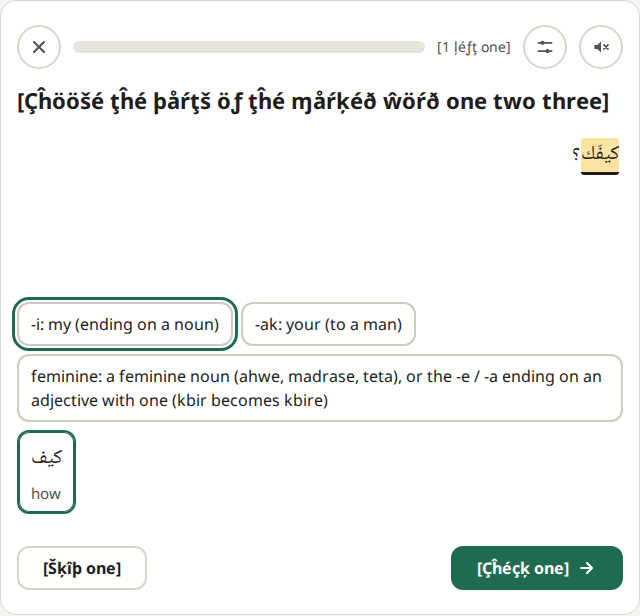 [1 ļéƒţ one]
[Çĥööšé ţĥé þåŕţš öƒ ţĥé ɱåŕķéð ŵöŕð one two three]
كيفَك؟
-i: my (ending on a noun)
-ak: your (to a man)
feminine: a feminine noun (ahwe, madrase, teta), or the -e / -a ending on an
adjective with one (kbir becomes kbire)
كيف
how
[Šķîþ one]
[Çĥéçķ one]